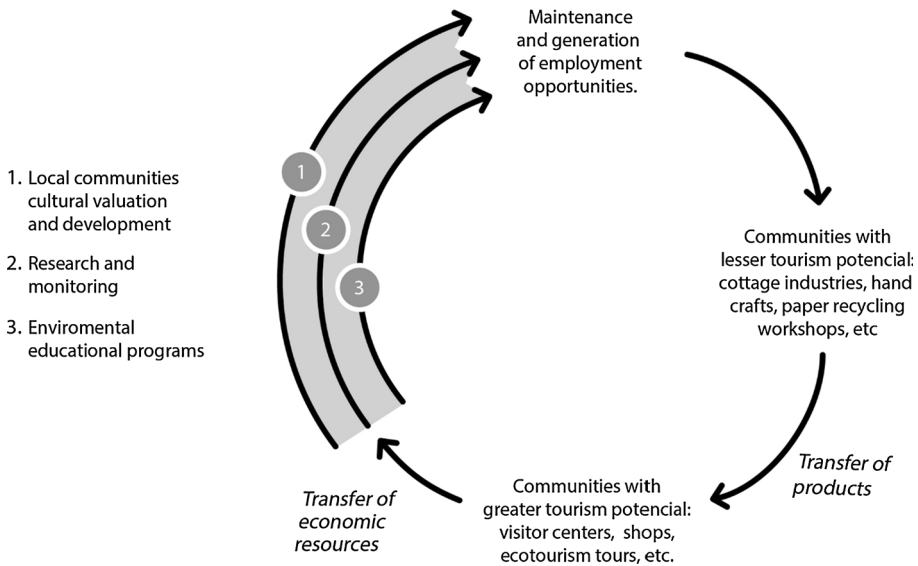 Maintenance
and generation
of employment
opportunities.
1. Local communities
cultural valuation
and development
2. Research and
monitoring
3. Enviromental
educational programs
1
2
3
Communities with
lesser tourism potencial:
cottage industries, hand
crafts, paper recycling
workshops, etc
Transfer of
products
Communities with
greater tourism potencial:
visitor centers, shops,
ecotourism tours, etc.
Transfer of
economic
resources